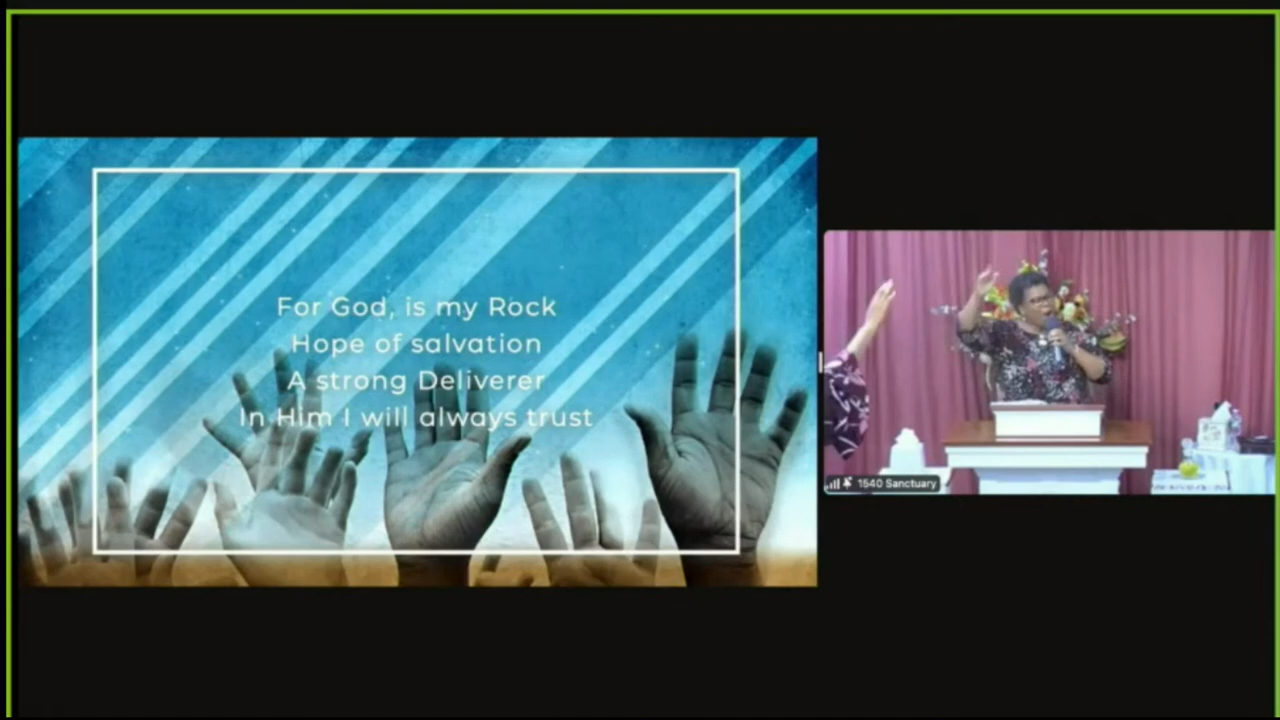 For God, is my Rock
Hope of salvation
A strong Deliverer
In Him I will always trust
1540 Sanctuary